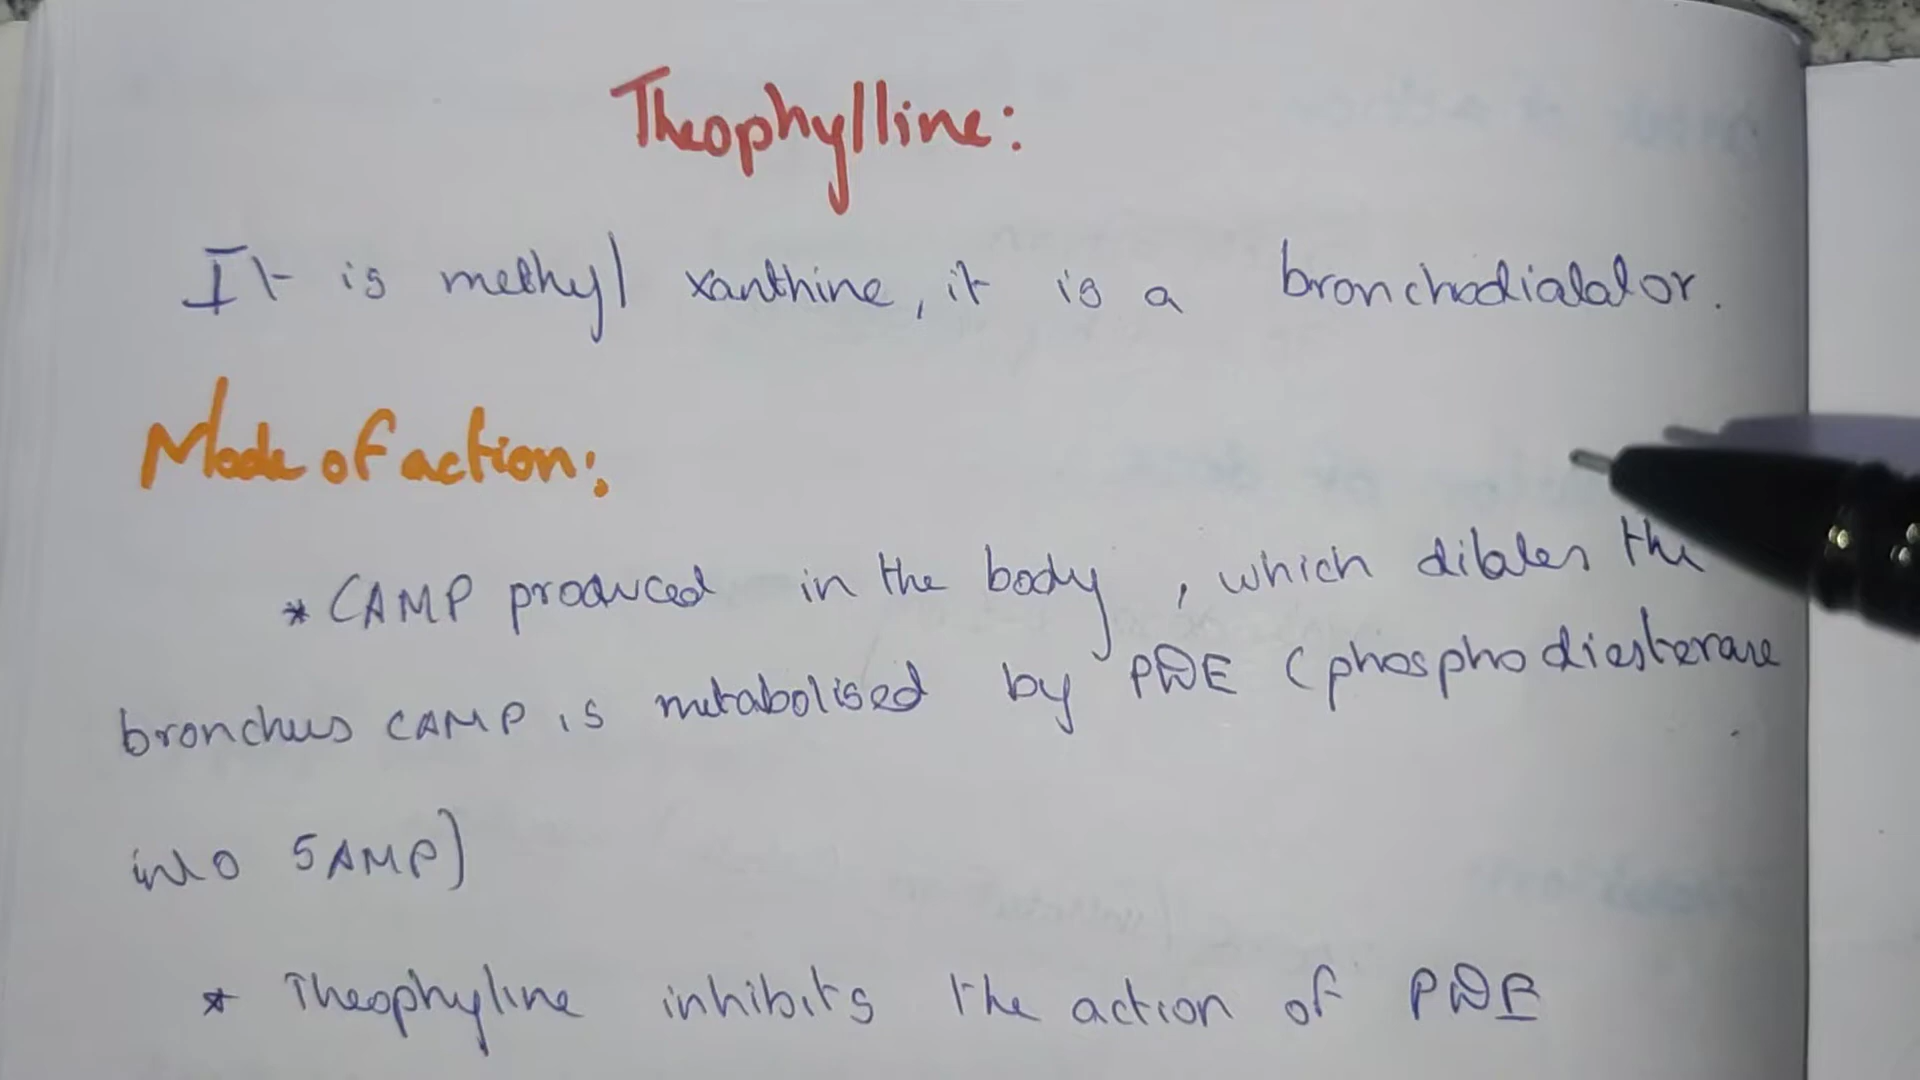 Theophylline:
It is methyl xanthine, it is a bronchodialator.
Mode of action:
* CAMP produced in the body, which dilates the
bronchus CAMP is metabolised by PDE (phosphodiesterase
into 5AMP)
* Theophyline inhibits the action of PDE